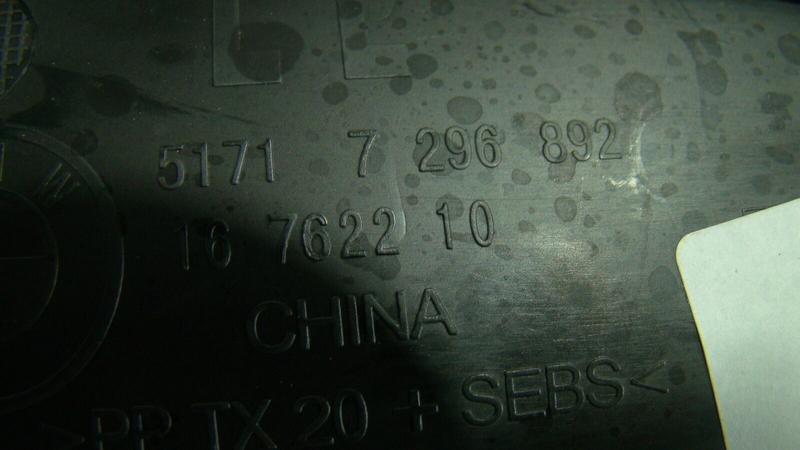 5171 7 296 892
16 7622 10
CHINA
>PP TX 20 + SEBS<